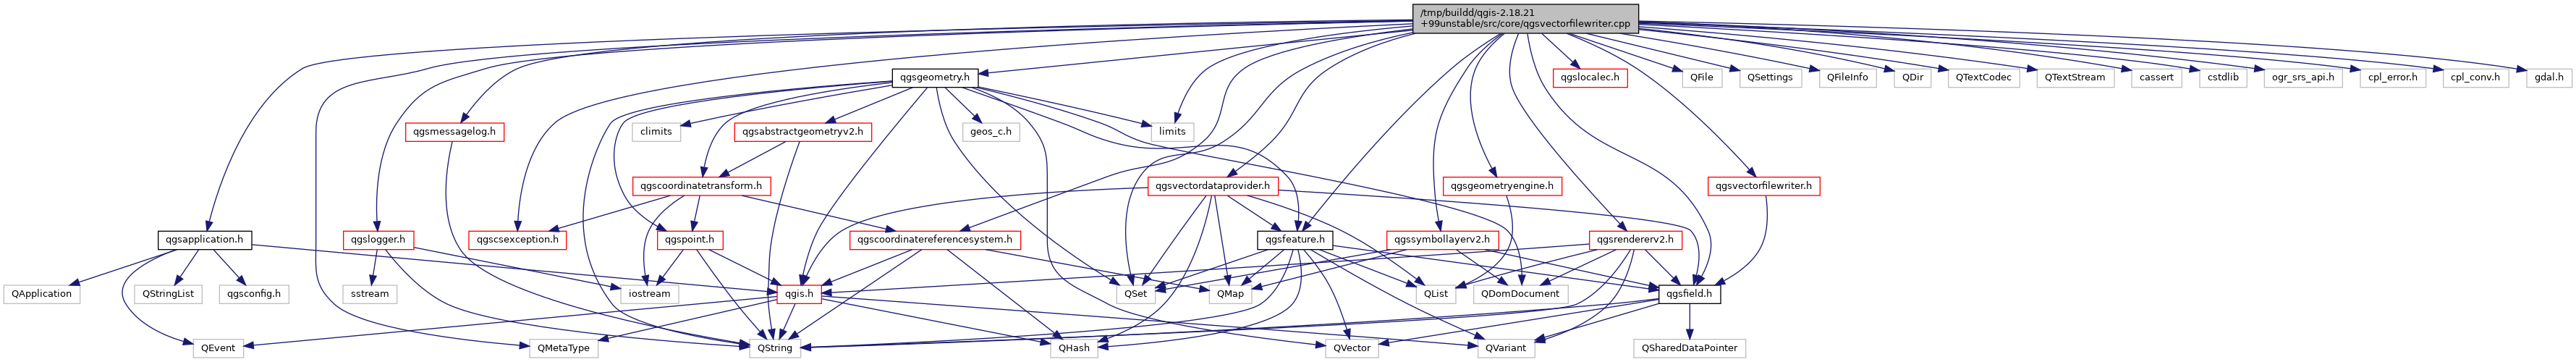 /tmp/buildd/qgis-2.18.21
+99unstable/src/core/qgsvectorfilewriter.cpp
qgsgeometry.h
qgslocalec.h
QFile
QSettings
QFileInfo
QDir
QTextCodec
QTextStream
cassert
cstdlib
ogr_srs_api.h
cpl_error.h
cpl_conv.h
gdal.h
qgsmessagelog.h
climits
qgsabstractgeometryv2.h
geos_c.h
limits
qgscoordinatetransform.h
qgsvectordataprovider.h
qgsgeometryengine.h
qgsvectorfilewriter.h
qgsapplication.h
qgslogger.h
qgscsexception.h
qgspoint.h
qgscoordinatereferencesystem.h
qgsfeature.h
qgssymbollayerv2.h
qgsrendererv2.h
QApplication
QStringList
qgsconfig.h
sstream
iostream
qgis.h
QSet
QMap
QList
QDomDocument
qgsfield.h
QEvent
QMetaType
QString
QHash
QVector
QVariant
QSharedDataPointer